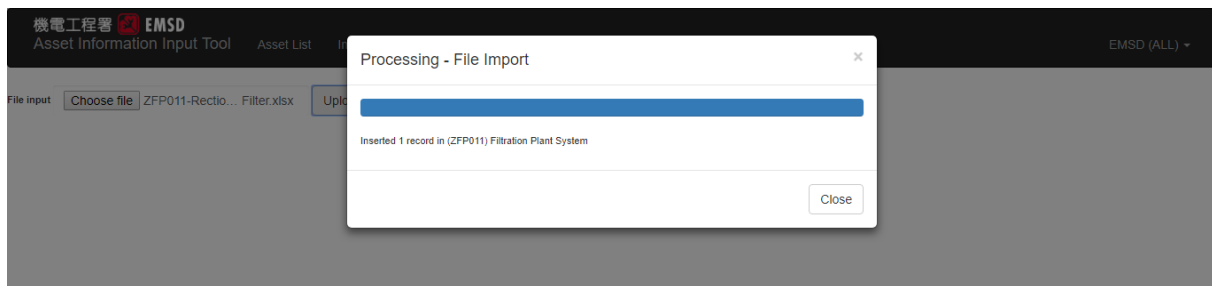 機電工程署 EMSD
Asset Information Input Tool Asset List EMSD (ALL)
Processing - File Import ×
File input Choose file ZFP011-Rectio... Filter.xlsx
Inserted 1 record in (ZFP011) Filtration Plant System
Close